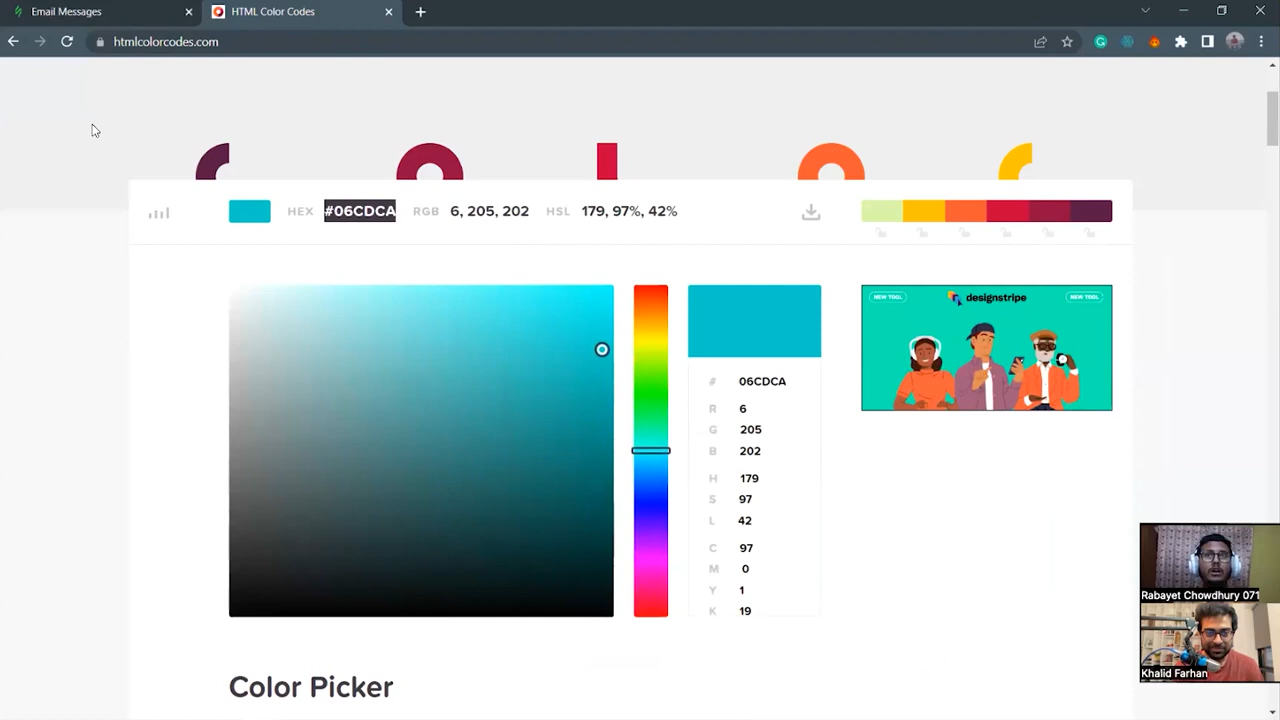 Email Messages
HTML Color Codes
htmlcolorcodes.com
HEX #06CDCA RGB 6, 205, 202 HSL 179, 97%, 42%
NEW TOOL designstripe NEW TOOL
# 06CDCA
R 6
G 205
B 202
H 179
S 97
L 42
C 97
M 0
Y 1
K 19
Rabayet Chowdhury 071
Khalid Farhan
Color Picker